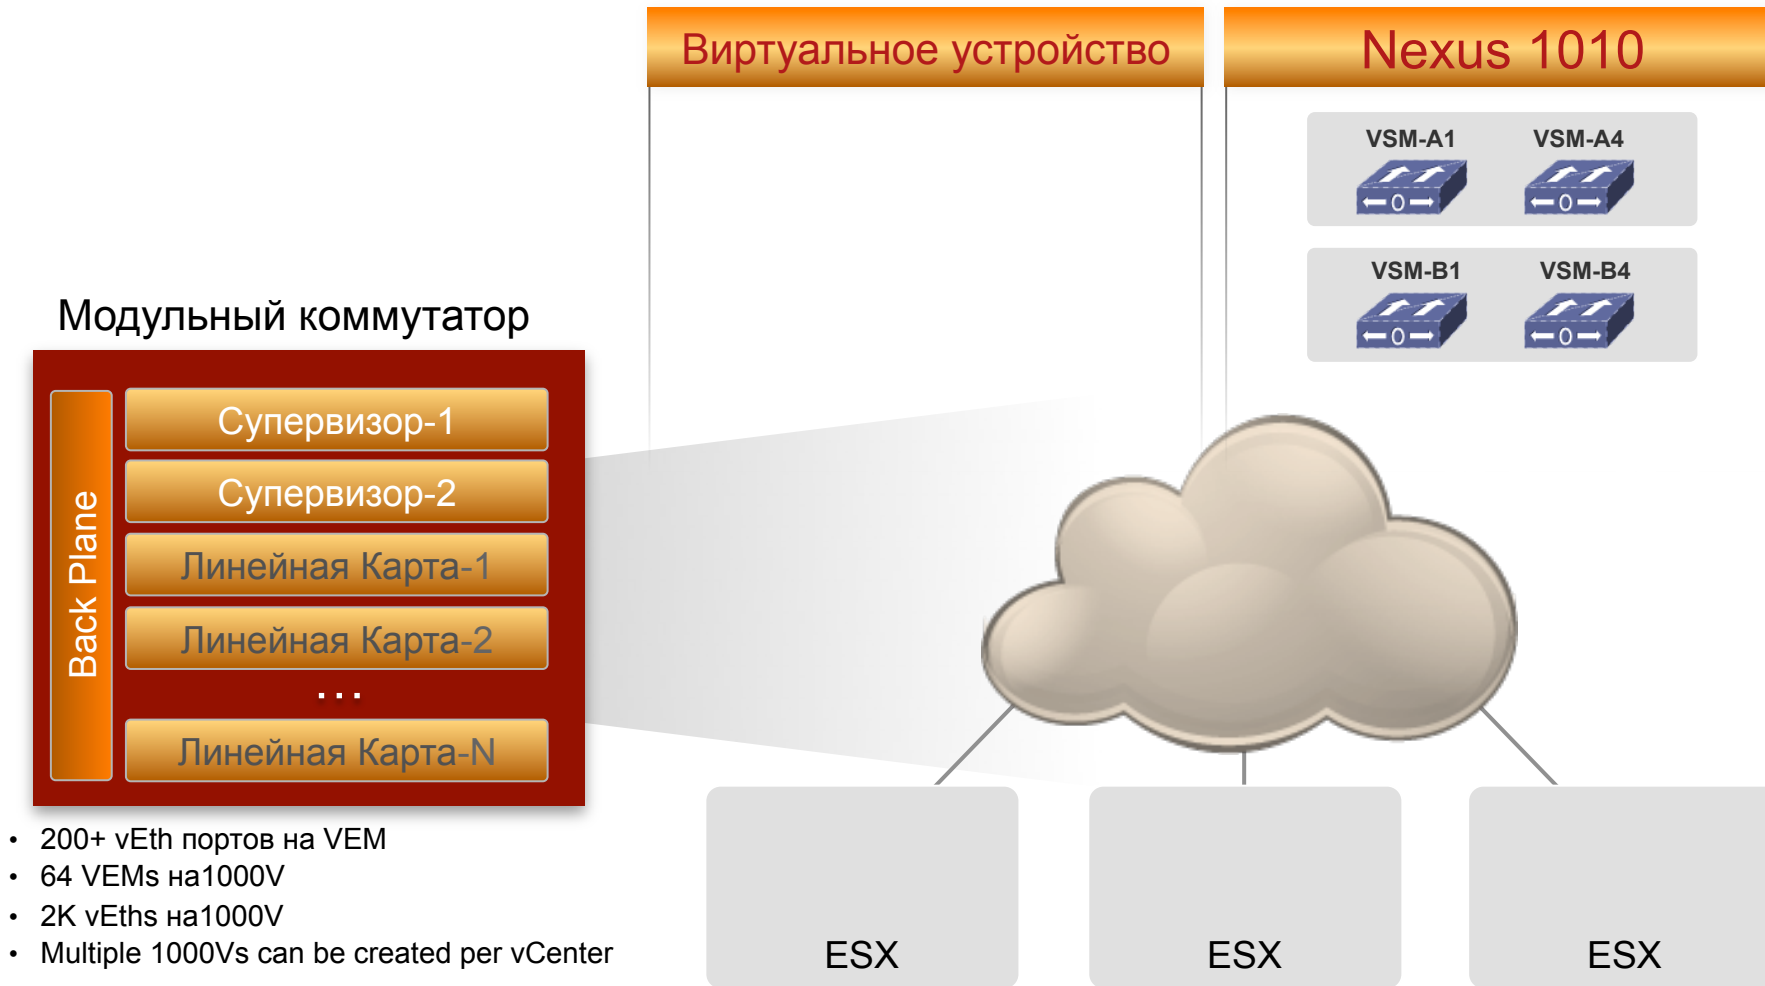 Виртуальное устройство
Nexus 1010
VSM-A1
VSM-A4
VSM-B1
VSM-B4
Модульный коммутатор
Back Plane
Супервизор-1
Супервизор-2
Линейная Карта-1
Линейная Карта-2
...
Линейная Карта-N
• 200+ vEth портов на VEM
• 64 VEMs на1000V
• 2K vEths на1000V
• Multiple 1000Vs can be created per vCenter
ESX
ESX
ESX